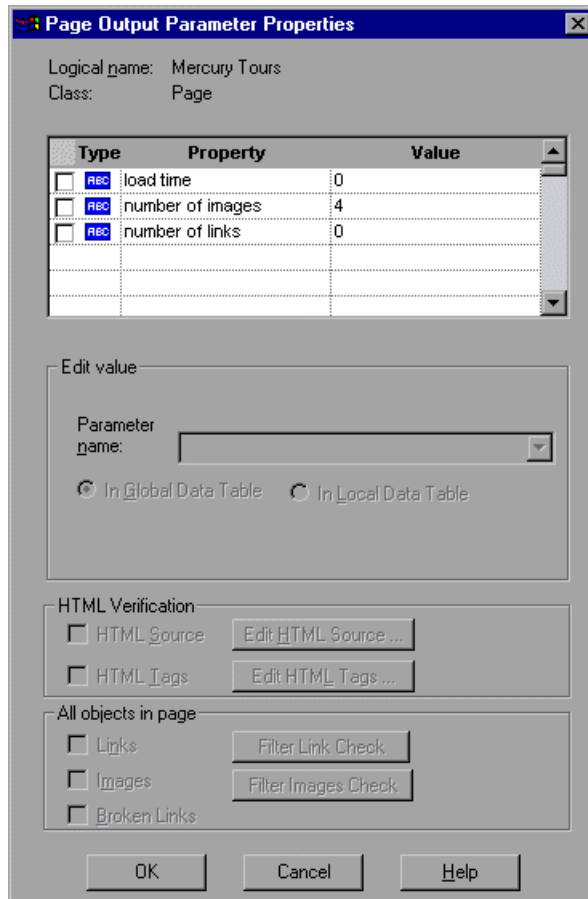 Page Output Parameter Properties
Logical name: Mercury Tours
Class: Page
Type Property Value
ABC load time 0
ABC number of images 4
ABC number of links 0
Edit value
Parameter
name:
In Global Data Table In Local Data Table
HTML Verification
HTML Source Edit HTML Source ...
HTML Tags Edit HTML Tags ...
All objects in page
Links Filter Link Check
Images Filter Images Check
Broken Links
OK Cancel Help